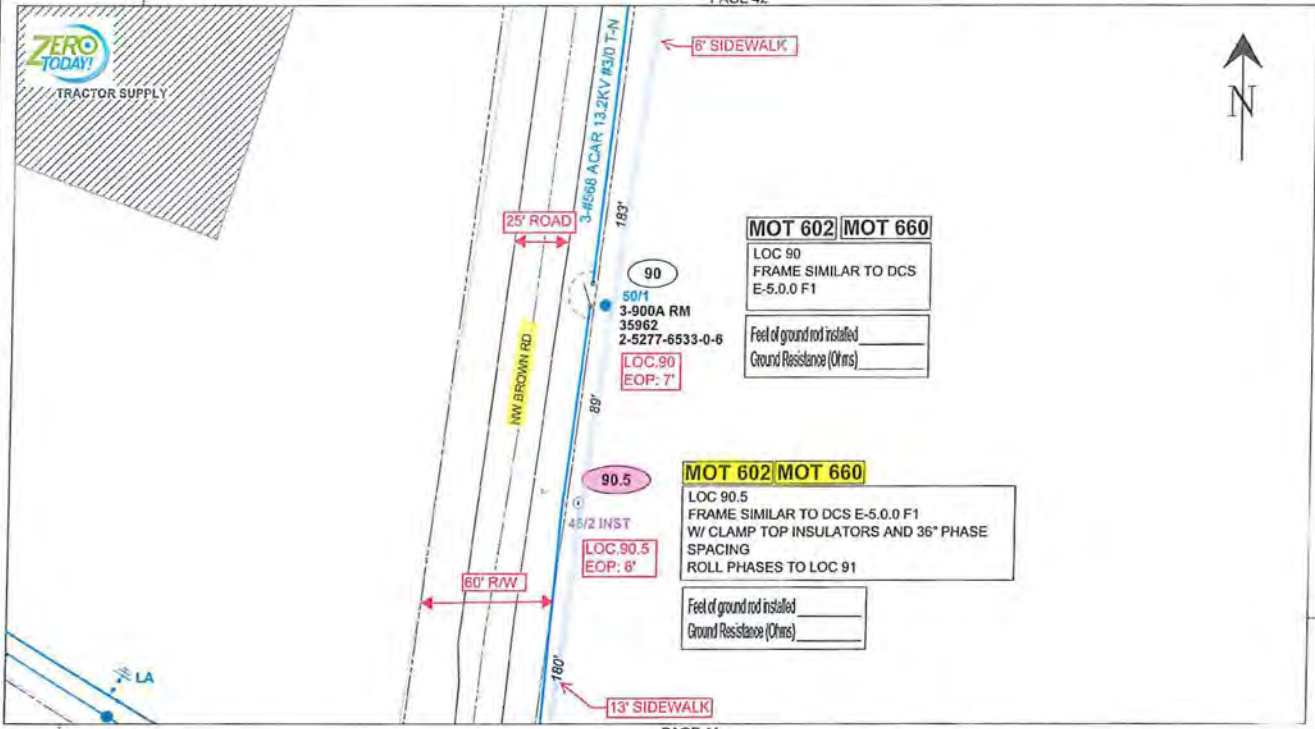 PAGE 42
ZERO
TODAY!
TRACTOR SUPPLY
6' SIDEWALK
N
3-#568 ACAR 13.2KV #3/0 T-N
25' ROAD
183'
90
50/1
3-900A RM
35962
2-5277-6533-0-6
LOC.90
EOP: 7'
MOT 602 MOT 660
LOC 90
FRAME SIMILAR TO DCS
E-5.0.0 F1
Feet of ground rod installed
Ground Resistance (Ohms)
NW BROWN RD.
89'
90.5
/2 INST
LOC.90.5
EOP: 6'
MOT 602 MOT 660
LOC 90.5
FRAME SIMILAR TO DCS E-5.0.0 F1
W/ CLAMP TOP INSULATORS AND 36" PHASE
SPACING
ROLL PHASES TO LOC 91
Feet of ground rod installed
Ground Resistance (Ohms)
60' R/W
180'
LA
13' SIDEWALK